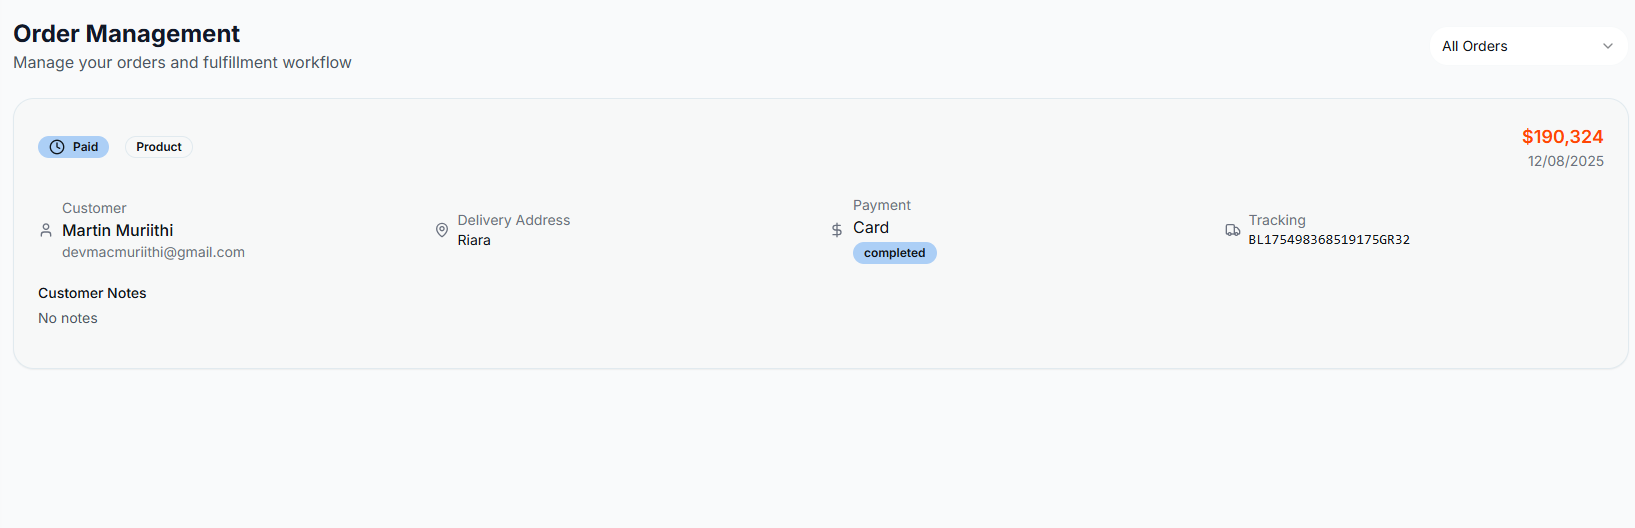 Order Management
Manage your orders and fulfillment workflow
All Orders
Paid
Product
$190,324
12/08/2025
Customer
Martin Muriithi
devmacmuriithi@gmail.com
Delivery Address
Riara
Payment
Card
completed
Tracking
BL175498368519175GR32
Customer Notes
No notes